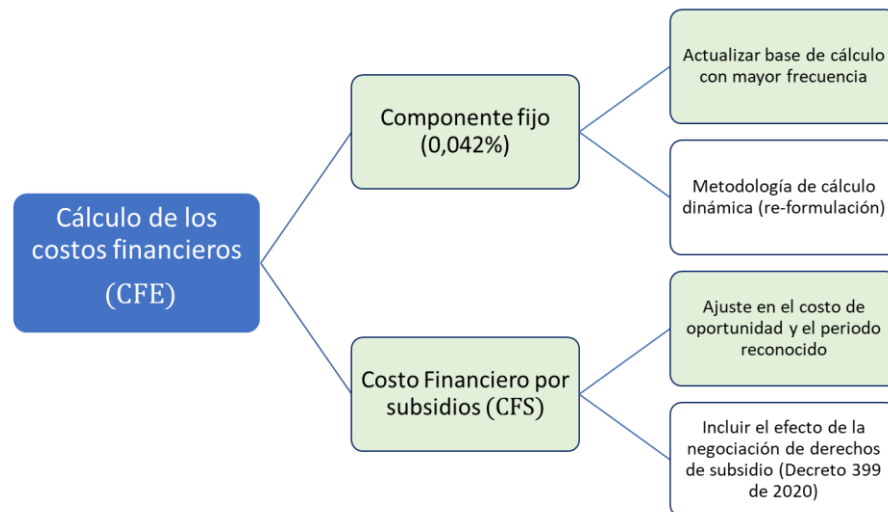 Cálculo de los
costos financieros
(CFE)
Componente fijo
(0,042%)
Actualizar base de cálculo
con mayor frecuencia
Metodología de cálculo
dinámica (re-formulación)
Costo Financiero por
subsidios (CFS)
Ajuste en el costo de
oportunidad y el periodo
reconocido
Incluir el efecto de la
negociación de derechos
de subsidio (Decreto 399
de 2020)